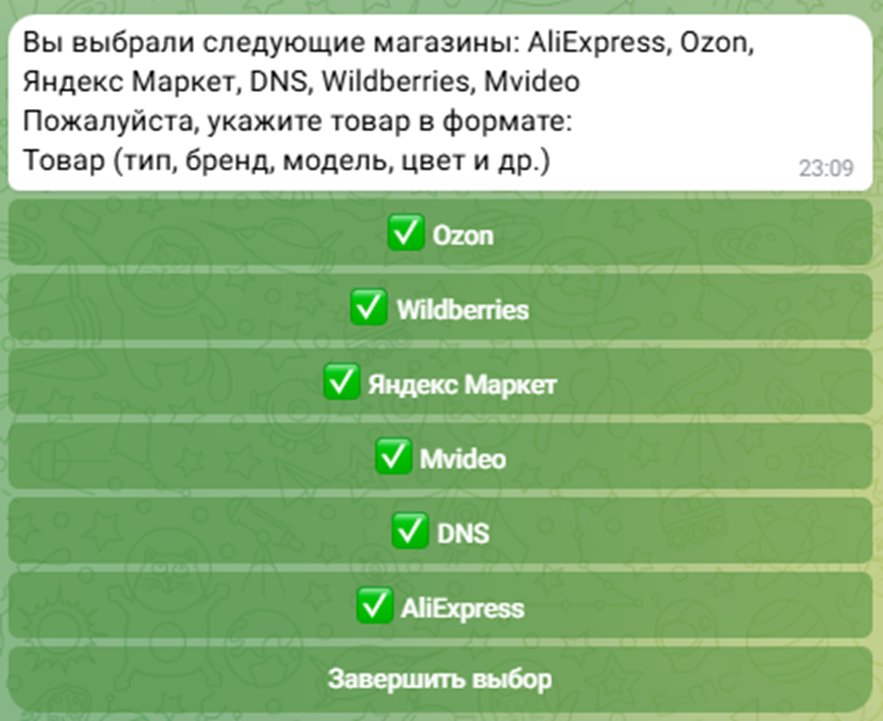 Вы выбрали следующие магазины: AliExpress, Ozon,
Яндекс Маркет, DNS, Wildberries, Mvideo
Пожалуйста, укажите товар в формате:
Товар (тип, бренд, модель, цвет и др.)
23:09
✅ Ozon
✅ Wildberries
✅ Яндекс Маркет
✅ Mvideo
✅ DNS
✅ AliExpress
Завершить выбор